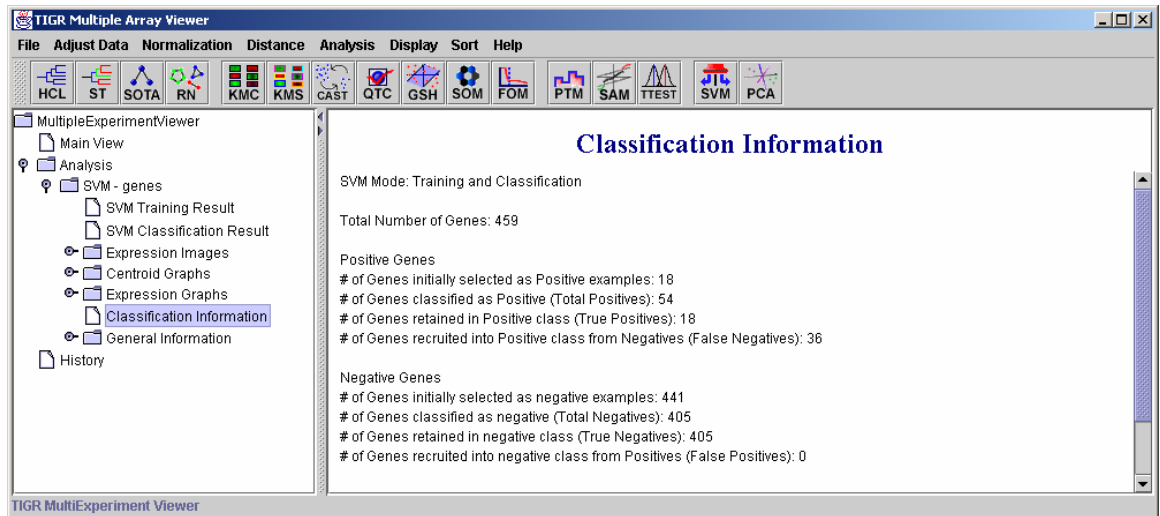 TIGR Multiple Array Viewer
File Adjust Data Normalization Distance Analysis Display Sort Help
HCL ST SOTA RN KMC KMS CAST QTC GSH SOM FOM PTM SAM TTEST SVM PCA
MultipleExperimentViewer
Main View
Analysis
SVM - genes
SVM Training Result
SVM Classification Result
Expression Images
Centroid Graphs
Expression Graphs
Classification Information
General Information
History
Classification Information
SVM Mode: Training and Classification
Total Number of Genes: 459
Positive Genes
# of Genes initially selected as Positive examples: 18
# of Genes classified as Positive (Total Positives): 54
# of Genes retained in Positive class (True Positives): 18
# of Genes recruited into Positive class from Negatives (False Negatives): 36
Negative Genes
# of Genes initially selected as negative examples: 441
# of Genes classified as negative (Total Negatives): 405
# of Genes retained in negative class (True Negatives): 405
# of Genes recruited into negative class from Positives (False Positives): 0
TIGR MultiExperiment Viewer